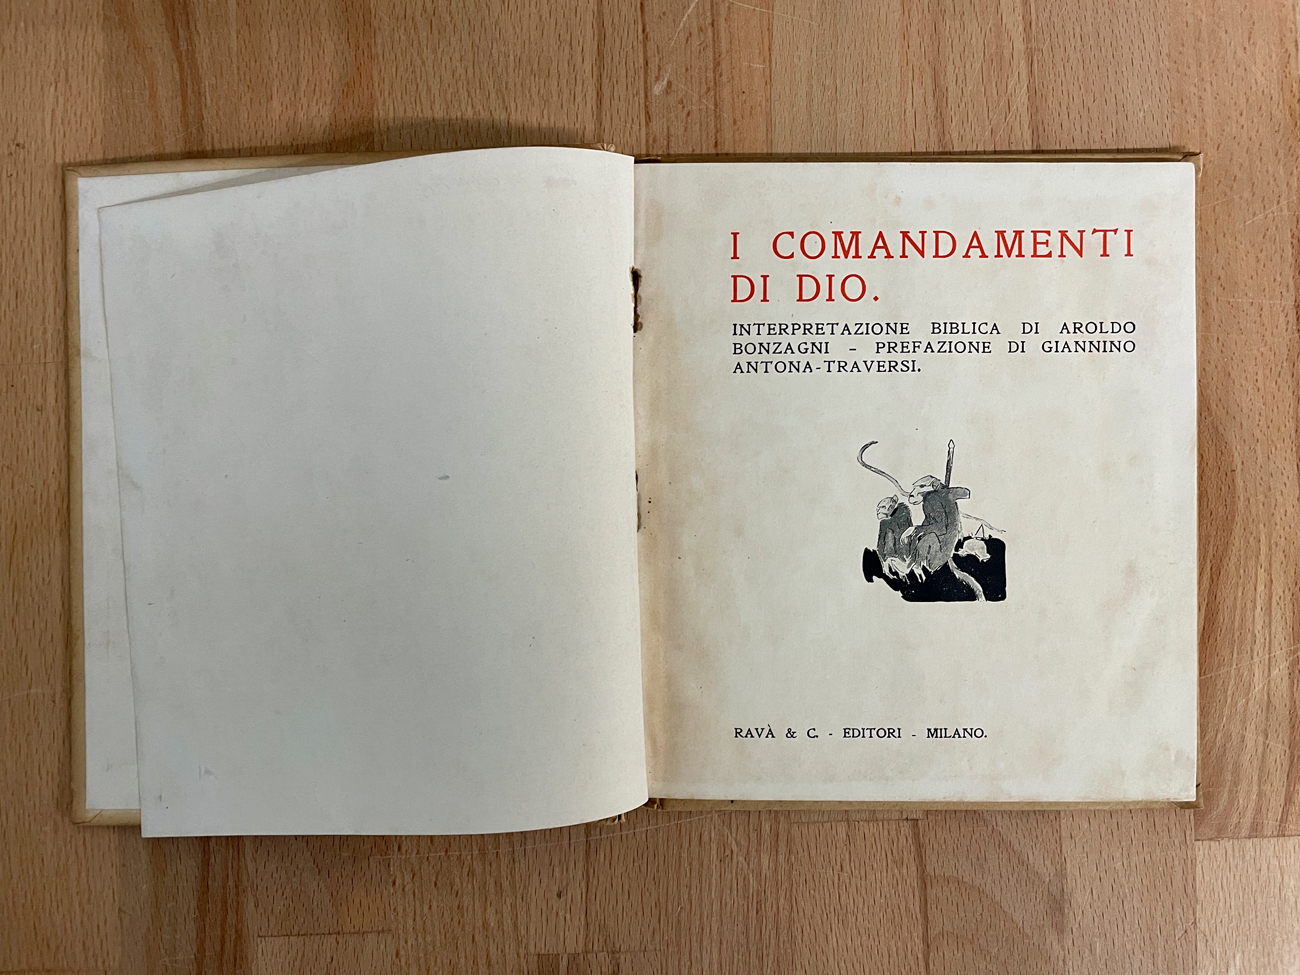 I COMANDAMENTI
DI DIO.
INTERPRETAZIONE BIBLICA DI AROLDO
BONZAGNI – PREFAZIONE DI GIANNINO
ANTONA-TRAVERSI.
RAVÀ & C. - EDITORI - MILANO.